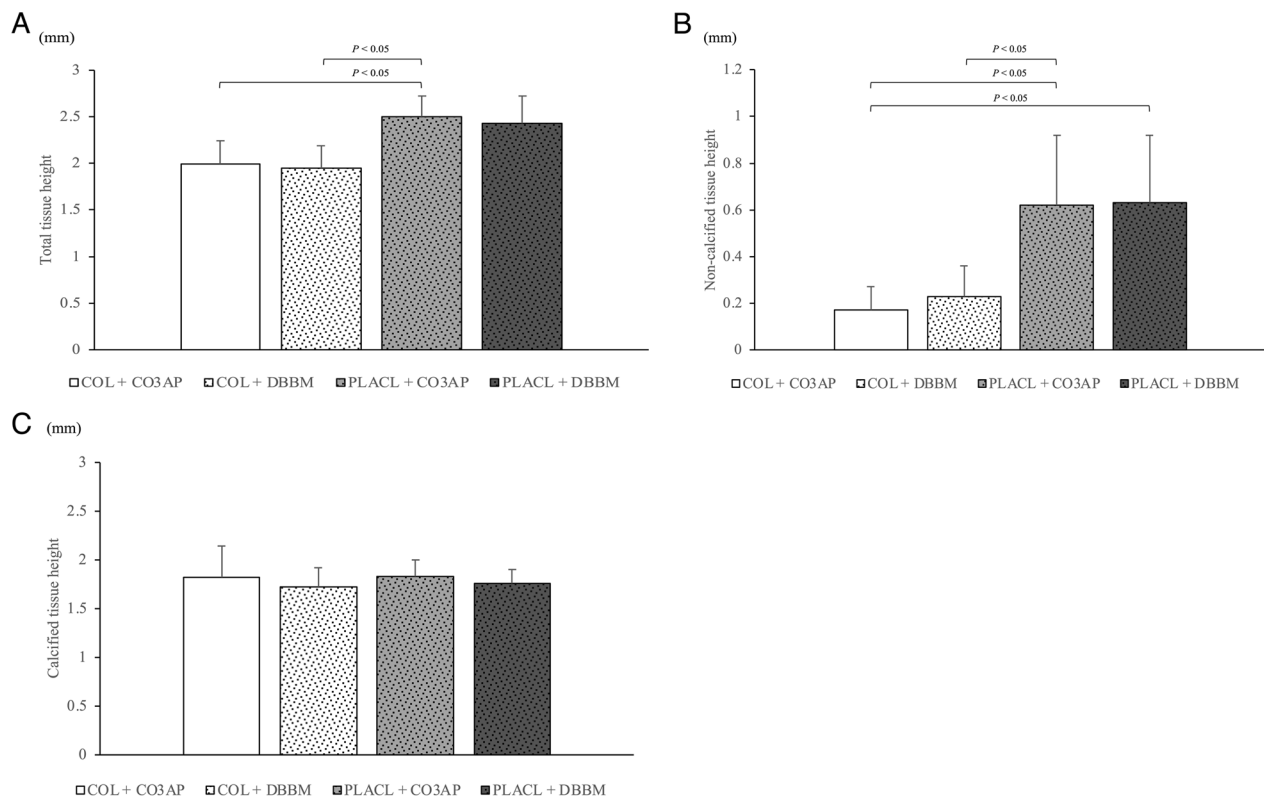 A
(mm)
P < 0.05
P < 0.05
3
2.5
2
1.5
1
0.5
0
Total tissue height
COL + CO3AP COL + DBBM PLACL + CO3AP PLACL + DBBM
B
(mm)
P < 0.05
P < 0.05
P < 0.05
1.2
1
0.8
0.6
0.4
0.2
0
Non-calcified tissue height
COL + CO3AP COL + DBBM PLACL + CO3AP PLACL + DBBM
C
(mm)
3
2.5
2
1.5
1
0.5
0
Calcified tissue height
COL + CO3AP COL + DBBM PLACL + CO3AP PLACL + DBBM